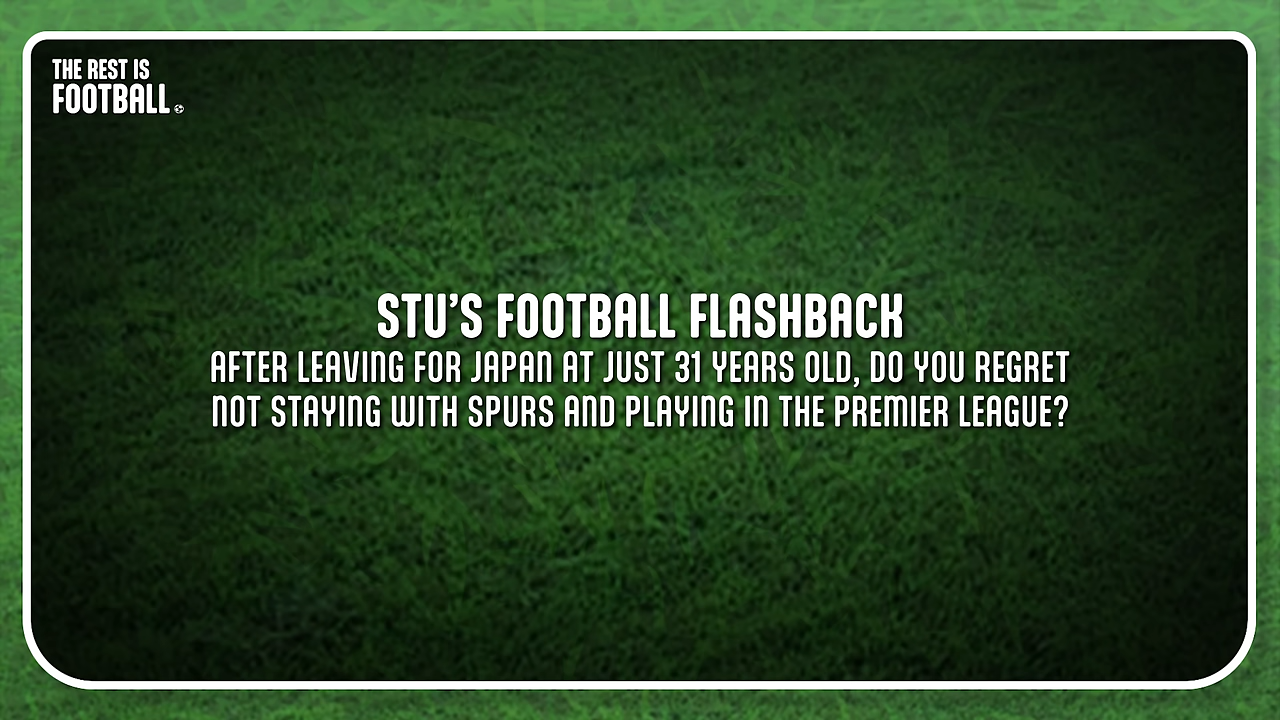 THE REST IS
FOOTBALL
STU'S FOOTBALL FLASHBACK
AFTER LEAVING FOR JAPAN AT JUST 31 YEARS OLD, DO YOU REGRET
NOT STAYING WITH SPURS AND PLAYING IN THE PREMIER LEAGUE?